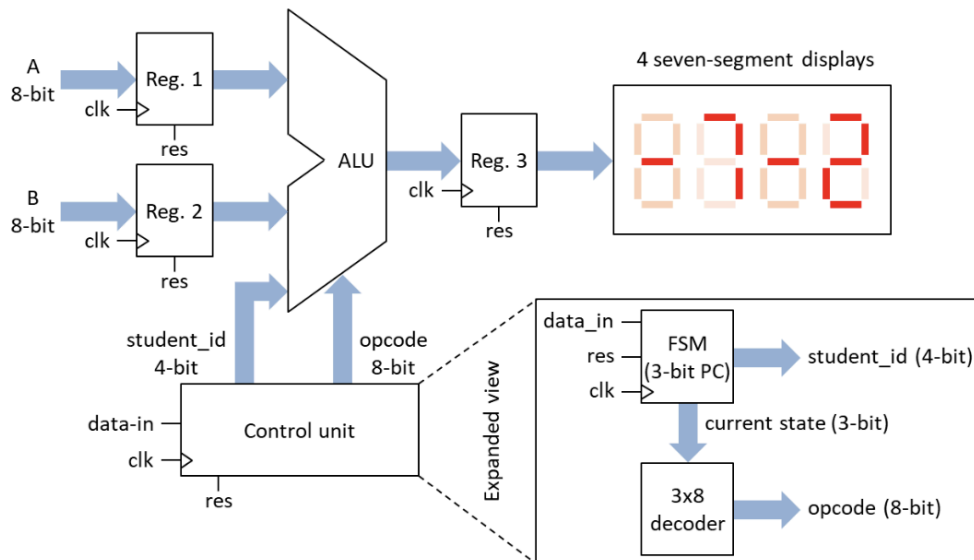 A
8-bit
Reg. 1
clk
res
B
8-bit
Reg. 2
clk
res
ALU
Reg. 3
clk
res
4 seven-segment displays
-7-2
student_id
4-bit
opcode
8-bit
data-in
clk
Control unit
res
Expanded view
data_in
res
clk
FSM
(3-bit PC)
student_id (4-bit)
current state (3-bit)
3x8
decoder
opcode (8-bit)